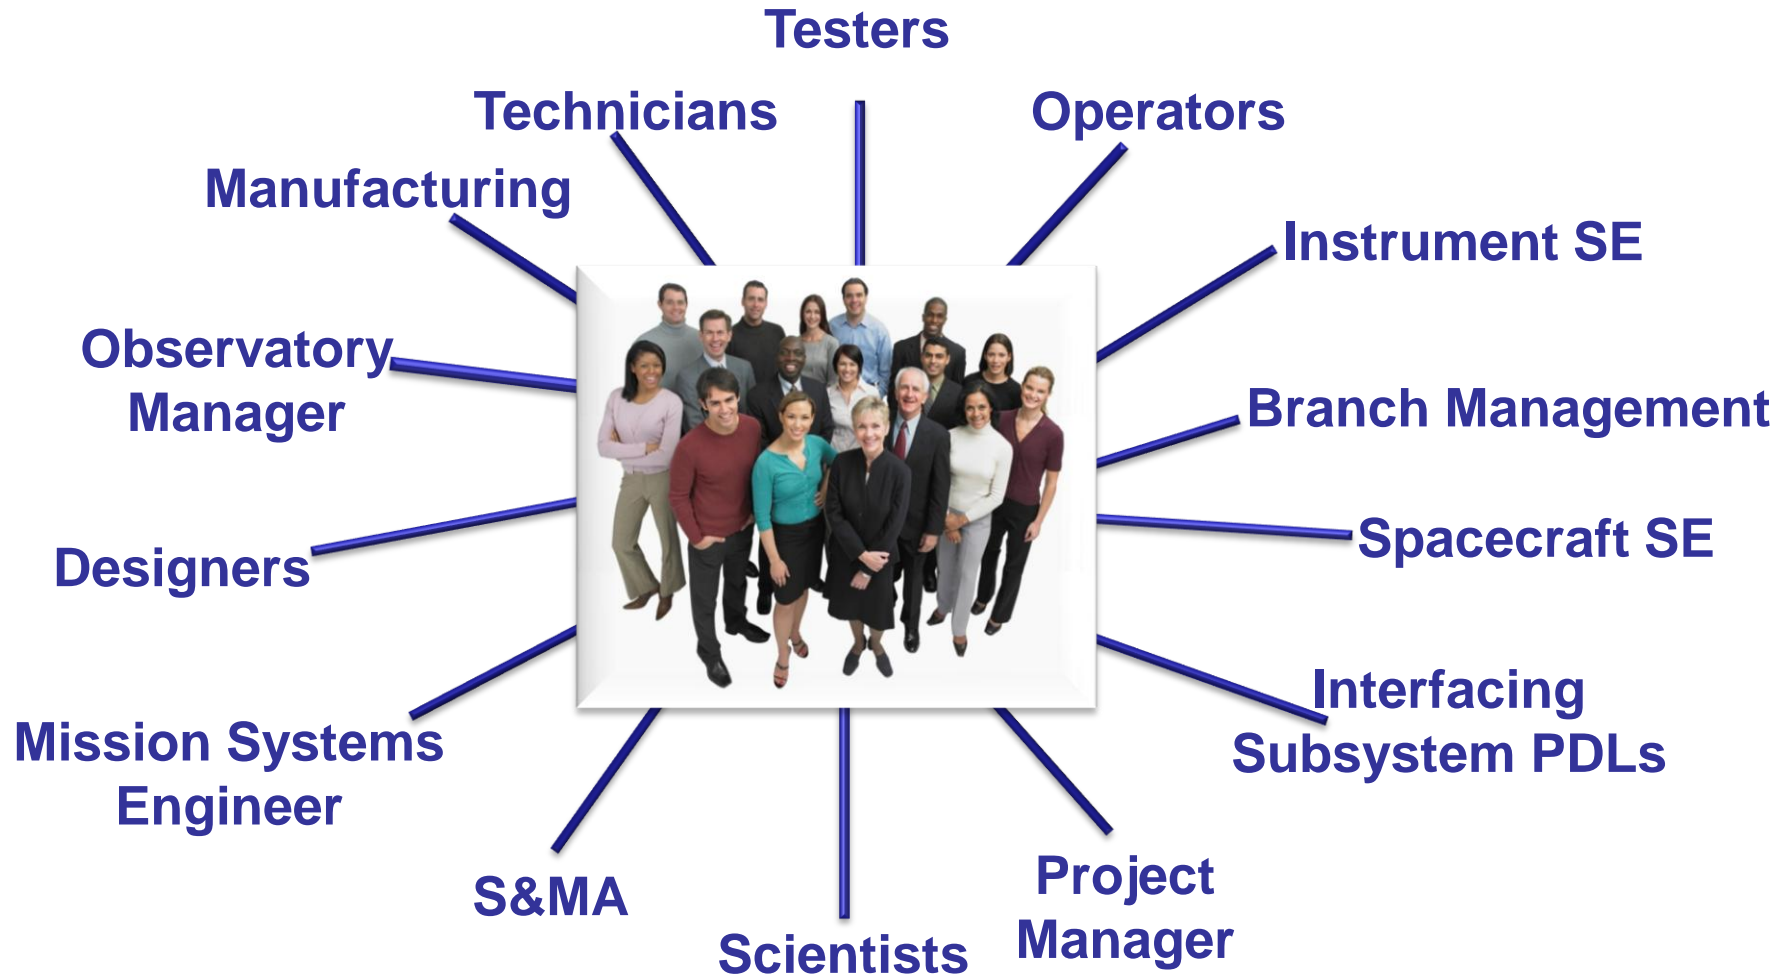 Testers
Technicians
Operators
Manufacturing
Instrument SE
Observatory
Manager
Branch Management
Spacecraft SE
Designers
Interfacing
Subsystem PDLs
Mission Systems
Engineer
Project
Manager
S&MA
Scientists